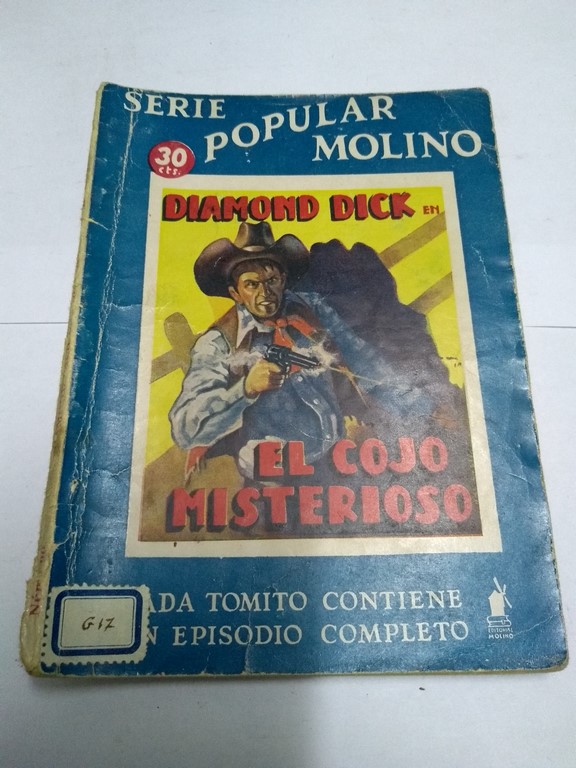 SERIE
POPULAR
MOLINO
30
cts.
DIAMOND DICK EN
EL COJO
MISTERIOSO
ADA TOMITO CONTIENE
N EPISODIO COMPLETO
EDITORIAL
MOLINO
G17